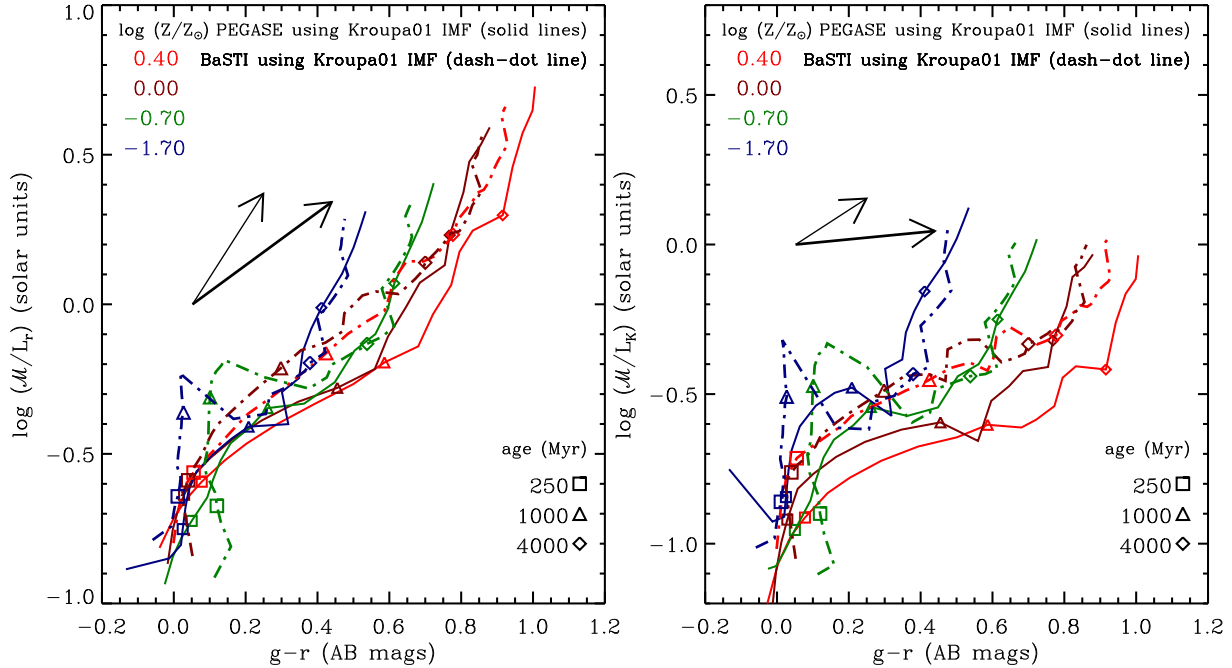 log (Z/Z⊙) PEGASE using Kroupa01 IMF (solid lines)
0.40 BaSTI using Kroupa01 IMF (dash-dot line)
0.00
−0.70
−1.70
age (Myr)
250
1000
4000
1.0
0.5
0.0
−0.5
−1.0
log (M/Lr) (solar units)
−0.2 0.0 0.2 0.4 0.6 0.8 1.0 1.2
g−r (AB mags)
log (Z/Z⊙) PEGASE using Kroupa01 IMF (solid lines)
0.40 BaSTI using Kroupa01 IMF (dash-dot line)
0.00
−0.70
−1.70
age (Myr)
250
1000
4000
0.5
0.0
−0.5
−1.0
log (M/LK) (solar units)
−0.2 0.0 0.2 0.4 0.6 0.8 1.0 1.2
g−r (AB mags)